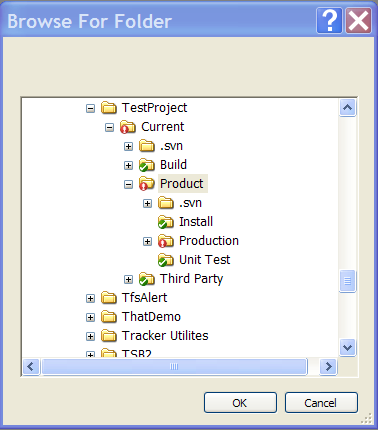 Browse For Folder
TestProject
Current
.svn
Build
Product
.svn
Install
Production
Unit Test
Third Party
TfsAlert
ThatDemo
Tracker Utilites
TSB2
OK
Cancel